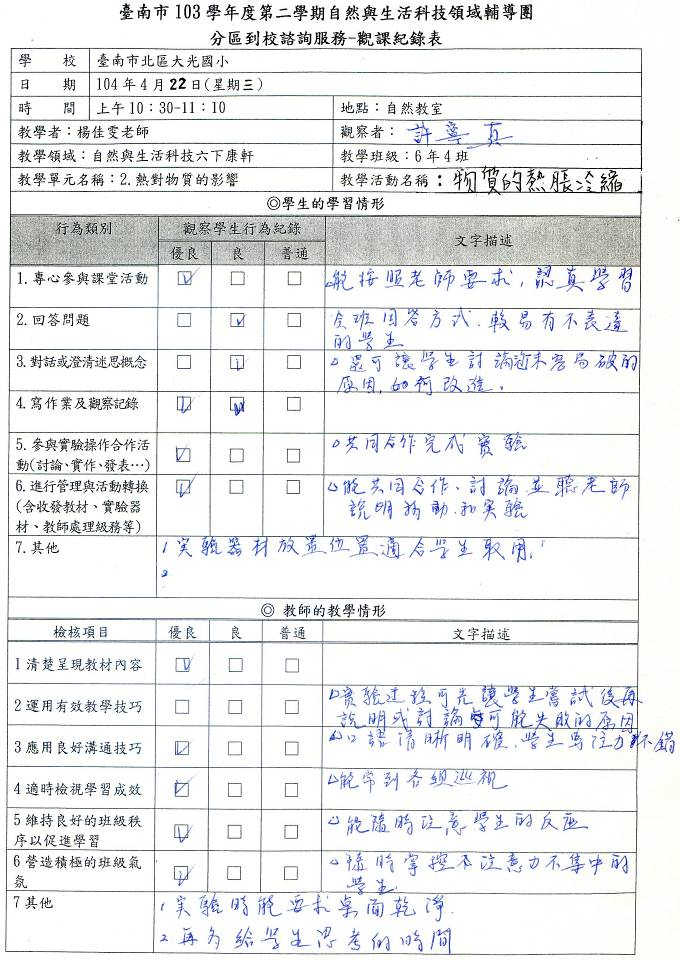 臺南市 103 學年度第二學期自然與生活科技領域輔導團
分區到校諮詢服務-觀課紀錄表
學 校 臺南市北區大光國小
日 期 104 年 4 月 22 日(星期三)
時 間 上午 10:30-11:10 地點:自然教室
教學者:楊佳雯老師 觀察者: 許 真
教學領域:自然與生活科技六下康軒 教學班級:6 年 4 班
教學單元名稱:2.熱對物質的影響 教學活動名稱:物質的熱脹冷縮
◎學生的學習情形
行為類別 觀察學生行為紀錄 文字描述
優良 良 普通
1.專心參與課堂活動 能按照老師要求,認真學習
2.回答問題 全班回答方式、較易有不表達
的學生
3.對話或澄清迷思概念 還可讓學生討論 的
原因,如何改進。
4.寫作業及觀察記錄
5.參與實驗操作合作活
動(討論、實作、發表…) 共同合作完成實驗
6.進行管理與活動轉換
(含收發教材、實驗器
材、教師處理級務等) 能共同合作、討論並聽老師
說明移動和實驗
7.其他 1 實驗器材放置位置適合學生取用
2.
◎ 教師的教學情形
檢核項目 優良 良 普通 文字描述
1 清楚呈現教材內容
2 運用有效教學技巧 實驗過程可先讓學生嘗試後再
說明或討論可能失敗的原因
3 應用良好溝通技巧 口語清晰明確,學生專注力不錯
4 適時檢視學習成效 能常到各組巡視
5 維持良好的班級秩
序以促進學習 能隨時注意學生的反應
6 營造積極的班級氣
氛 隨時掌控 注意力不集中的
學生
7 其他 1 實驗時能要求桌面乾淨.
2 再多給學生思考的時間